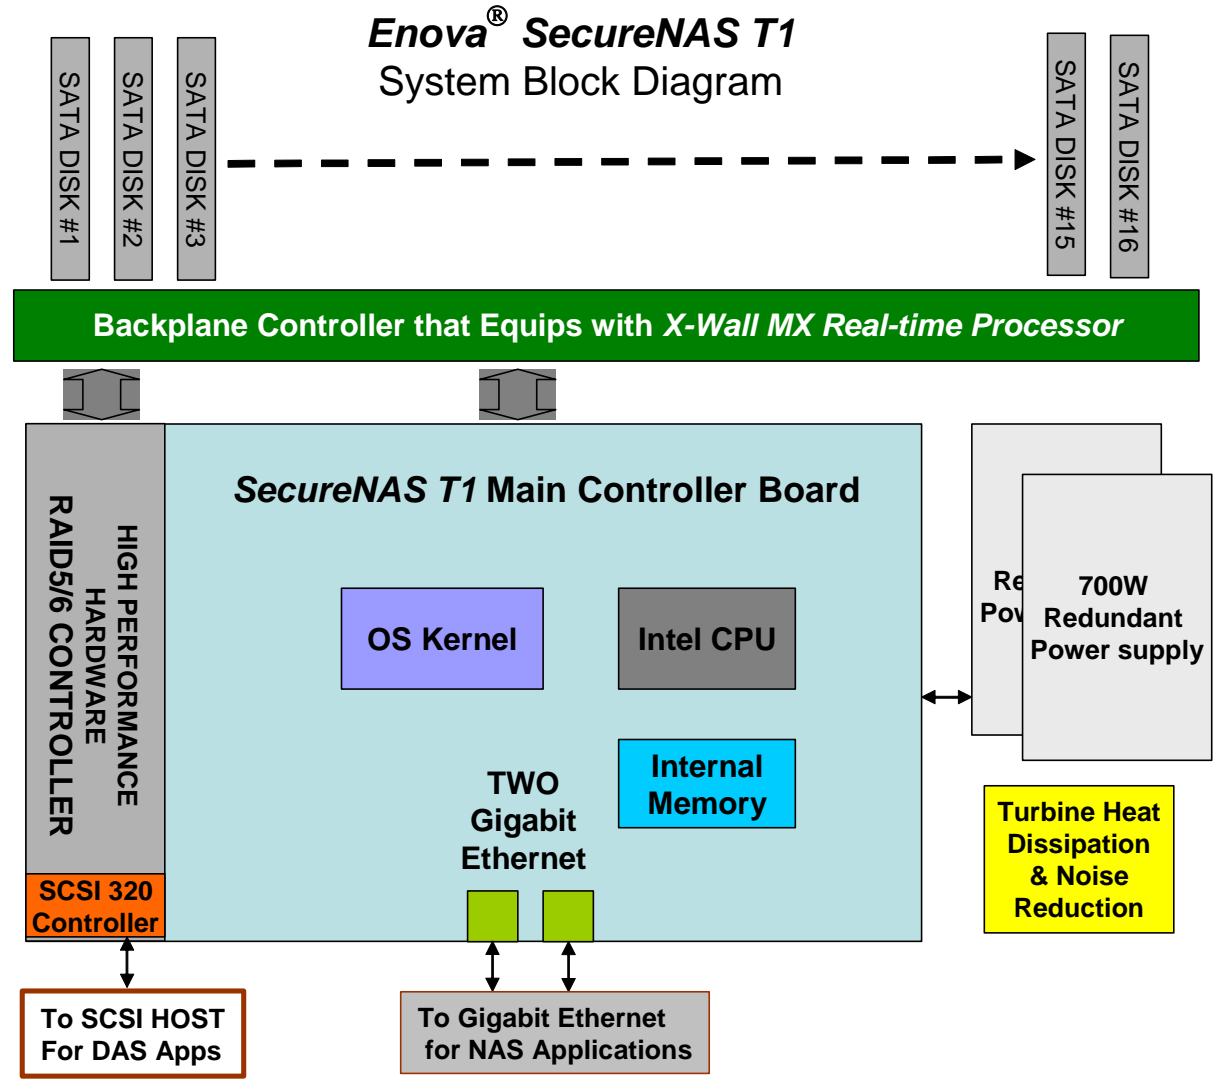 Enova® SecureNAS T1
System Block Diagram
SATA DISK #1
SATA DISK #2
SATA DISK #3
SATA DISK #15
SATA DISK #16
Backplane Controller that Equips with X-Wall MX Real-time Processor
HIGH PERFORMANCE
HARDWARE
RAID5/6 CONTROLLER
SecureNAS T1 Main Controller Board
OS Kernel
Intel CPU
Internal
Memory
TWO
Gigabit
Ethernet
SCSI 320
Controller
Re
Pow
700W
Redundant
Power supply
Turbine Heat
Dissipation
& Noise
Reduction
To SCSI HOST
For DAS Apps
To Gigabit Ethernet
for NAS Applications